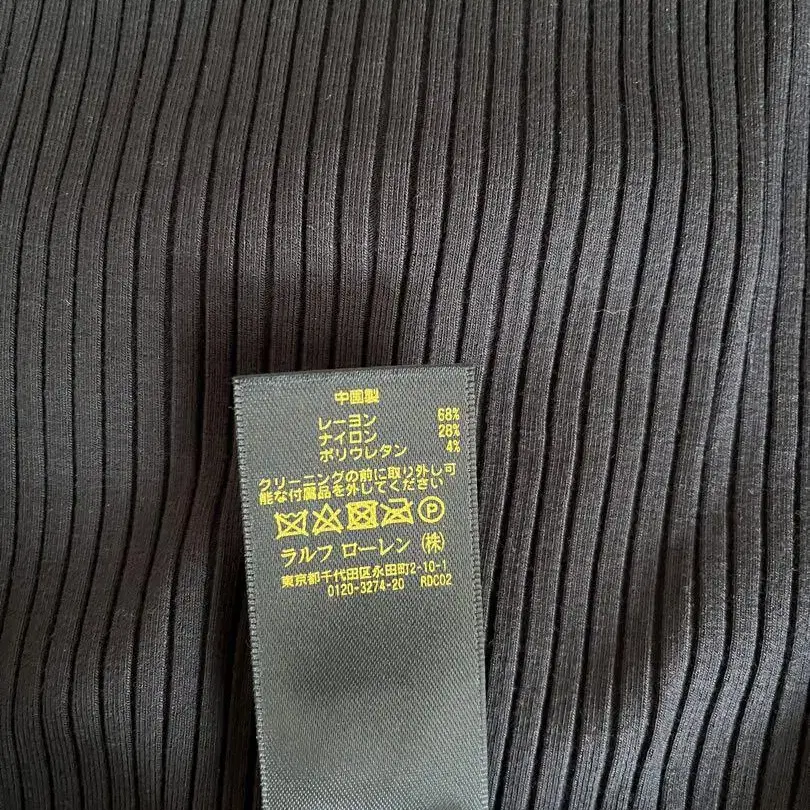 中国製
レーヨン 68%
ナイロン 28%
ポリウレタン 4%
クリーニングの前に取り外し可
能な付属品を外してください
P
ラルフ ローレン (株)
東京都千代田区永田町2-10-1
0120-3274-20 RDC02